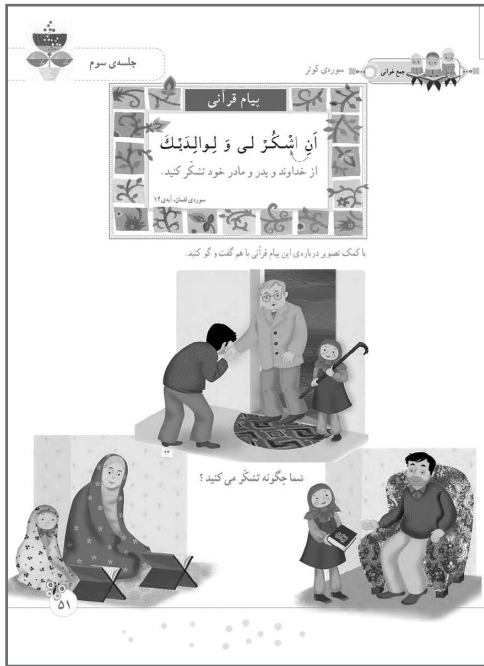 جلسه‌ی سوم
جمع خوانی
سوره‌ی کوثر
پیام قرآنی
اَنِ اشْکُرْ لی وَ لِوالِدَیْکَ
از خداوند و پدر و مادر خود تشکّر کنید.
سوره‌ی لقمان، آیه‌ی ۱۴
با کمک تصویر درباره‌ی این پیام قرآنی با هم گفت و گو کنید.
شما چگونه تشکّر می کنید ؟
۵۱